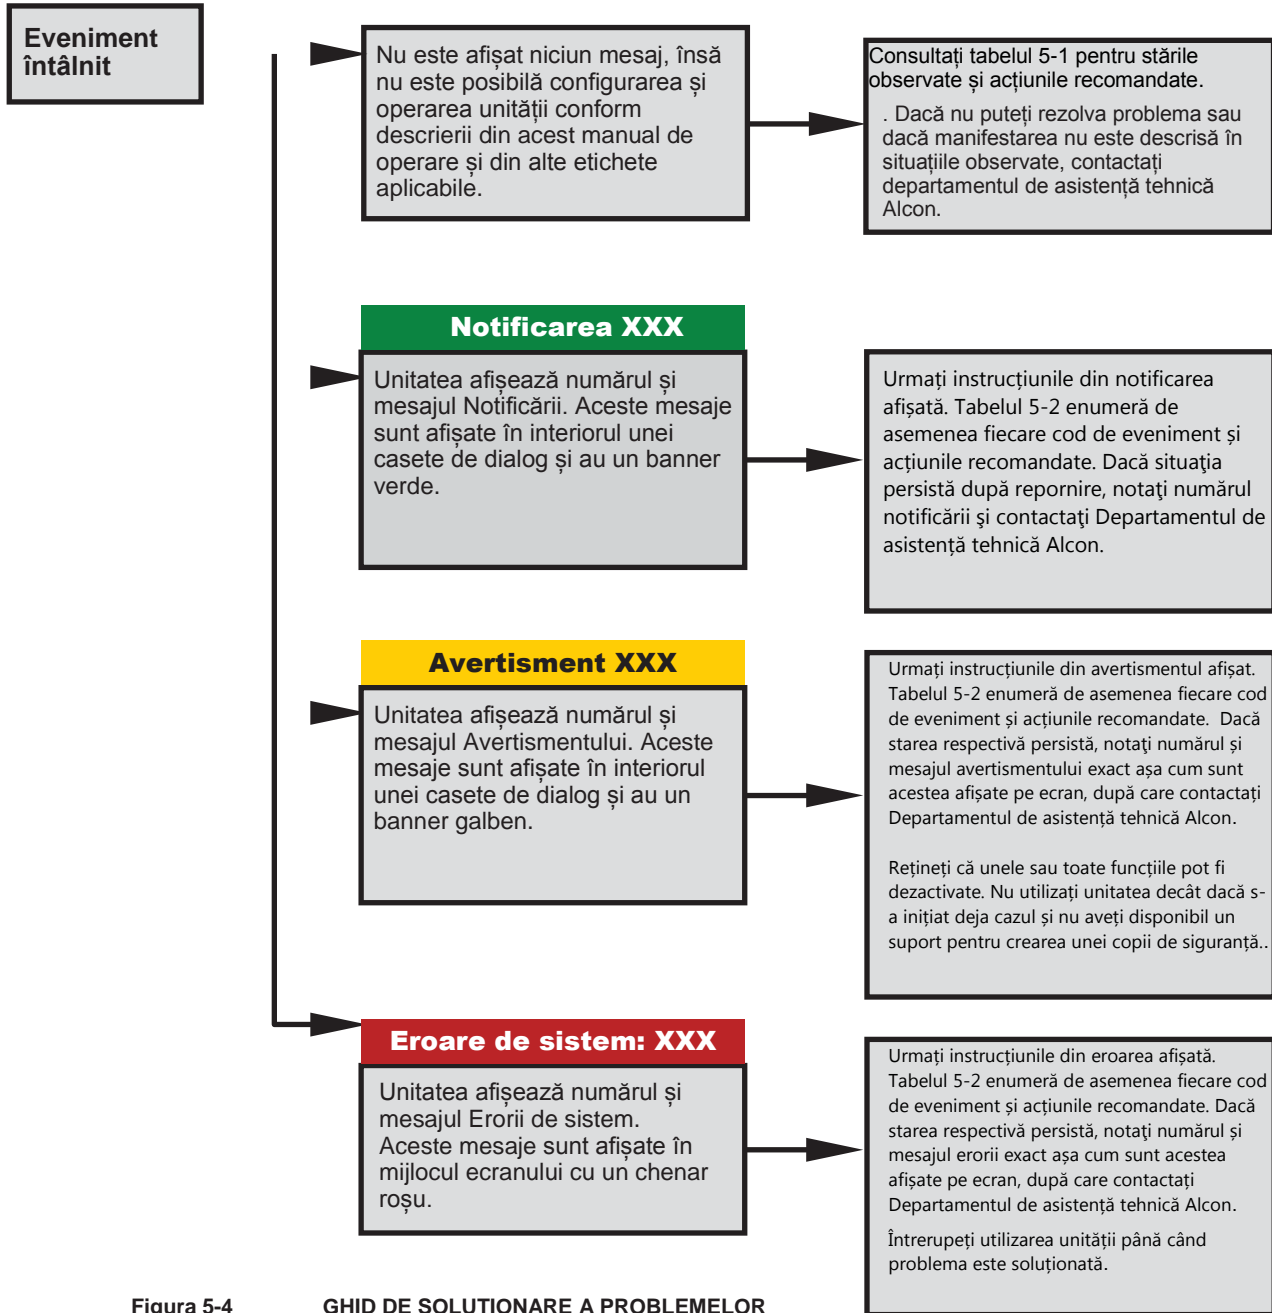 Eveniment
întâlnit
Nu este afișat niciun mesaj, însă
nu este posibilă configurarea și
operarea unității conform
descrierii din acest manual de
operare și din alte etichete
aplicabile.
Consultați tabelul 5-1 pentru stările
observate și acțiunile recomandate.
. Dacă nu puteți rezolva problema sau
dacă manifestarea nu este descrisă în
situațiile observate, contactați
departamentul de asistență tehnică
Alcon.
Notificarea XXX
Unitatea afișează numărul și
mesajul Notificării. Aceste mesaje
sunt afișate în interiorul unei
casete de dialog și au un banner
verde.
Urmați instrucțiunile din notificarea
afișată. Tabelul 5-2 enumeră de
asemenea fiecare cod de eveniment și
acțiunile recomandate. Dacă situaţia
persistă după repornire, notaţi numărul
notificării şi contactaţi Departamentul de
asistență tehnică Alcon.
Avertisment XXX
Unitatea afișează numărul și
mesajul Avertismentului. Aceste
mesaje sunt afișate în interiorul
unei casete de dialog și au un
banner galben.
Urmați instrucțiunile din avertismentul afișat.
Tabelul 5-2 enumeră de asemenea fiecare cod
de eveniment și acțiunile recomandate.  Dacă
starea respectivă persistă, notaţi numărul și
mesajul avertismentului exact așa cum sunt
acestea afișate pe ecran, după care contactați
Departamentul de asistență tehnică Alcon.
Rețineți că unele sau toate funcțiile pot fi
dezactivate. Nu utilizați unitatea decât dacă s-
a inițiat deja cazul și nu aveți disponibil un
suport pentru crearea unei copii de siguranță..
Eroare de sistem: XXX
Unitatea afișează numărul și
mesajul Erorii de sistem.
Aceste mesaje sunt afișate în
mijlocul ecranului cu un chenar
roșu.
Urmați instrucțiunile din eroarea afișată.
Tabelul 5-2 enumeră de asemenea fiecare cod
de eveniment și acțiunile recomandate. Dacă
starea respectivă persistă, notaţi numărul și
mesajul erorii exact așa cum sunt acestea
afișate pe ecran, după care contactați
Departamentul de asistență tehnică Alcon.
Întrerupeți utilizarea unității până când
problema este soluționată.
Figura 5-4 GHID DE SOLUȚIONARE A PROBLEMELOR